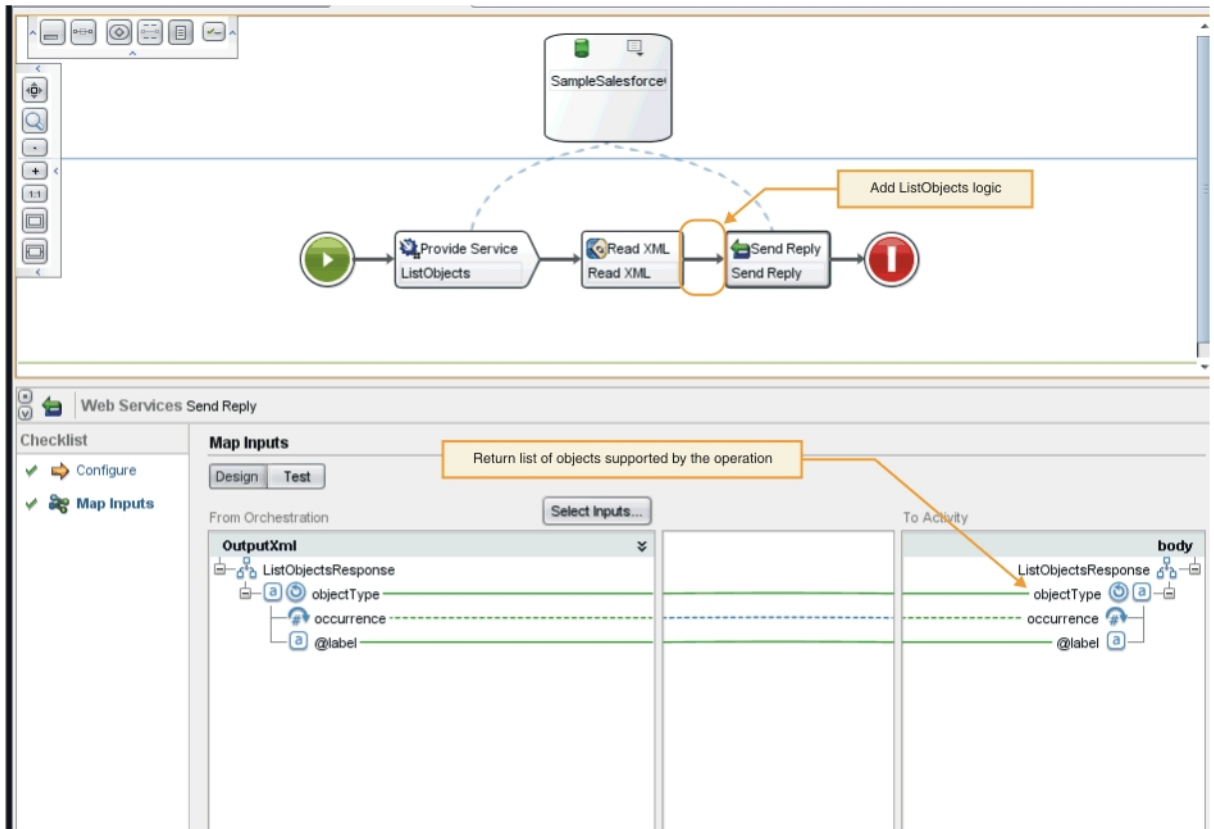 SampleSalesforce
Add ListObjects logic
Provide Service
ListObjects
Read XML
Read XML
Send Reply
Send Reply
1:1
Web Services Send Reply
Checklist
Configure
Map Inputs
Map Inputs
Return list of objects supported by the operation
Design
Test
From Orchestration
Select Inputs...
To Activity
OutputXml
body
ListObjectsResponse
ListObjectsResponse
a objectType
objectType a
# occurrence
occurrence #
a @label
@label a